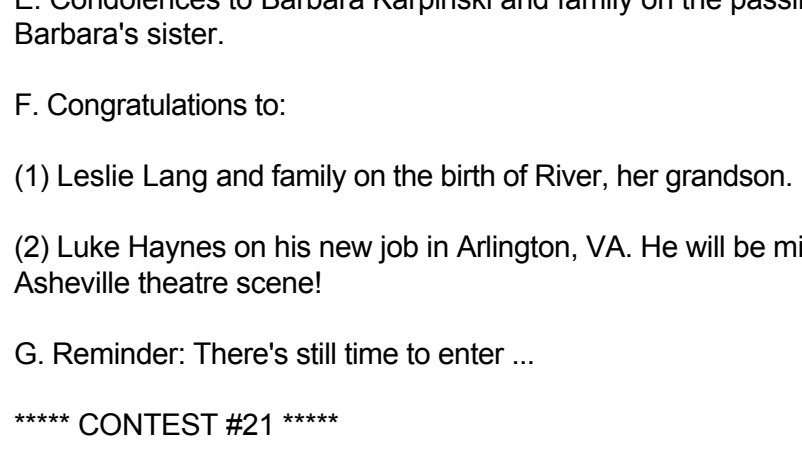 E. Condolences to Barbara Karpinski and family on the
Barbara's sister.
F. Congratulations to:
(1) Leslie Lang and family on the birth of River, her grandson.
(2) Luke Haynes on his new job in Arlington, VA. He will be
Asheville theatre scene!
G. Reminder: There's still time to enter ...
***** CONTEST #21 *****